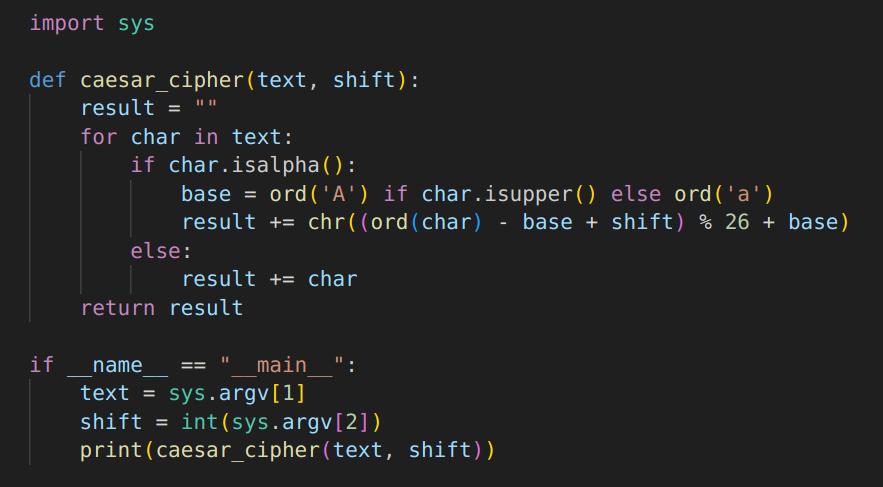 import sys

def caesar_cipher(text, shift):
    result = ""
    for char in text:
        if char.isalpha():
            base = ord('A') if char.isupper() else ord('a')
            result += chr((ord(char) - base + shift) % 26 + base)
        else:
            result += char
    return result

if __name__ == "__main__":
    text = sys.argv[1]
    shift = int(sys.argv[2])
    print(caesar_cipher(text, shift))